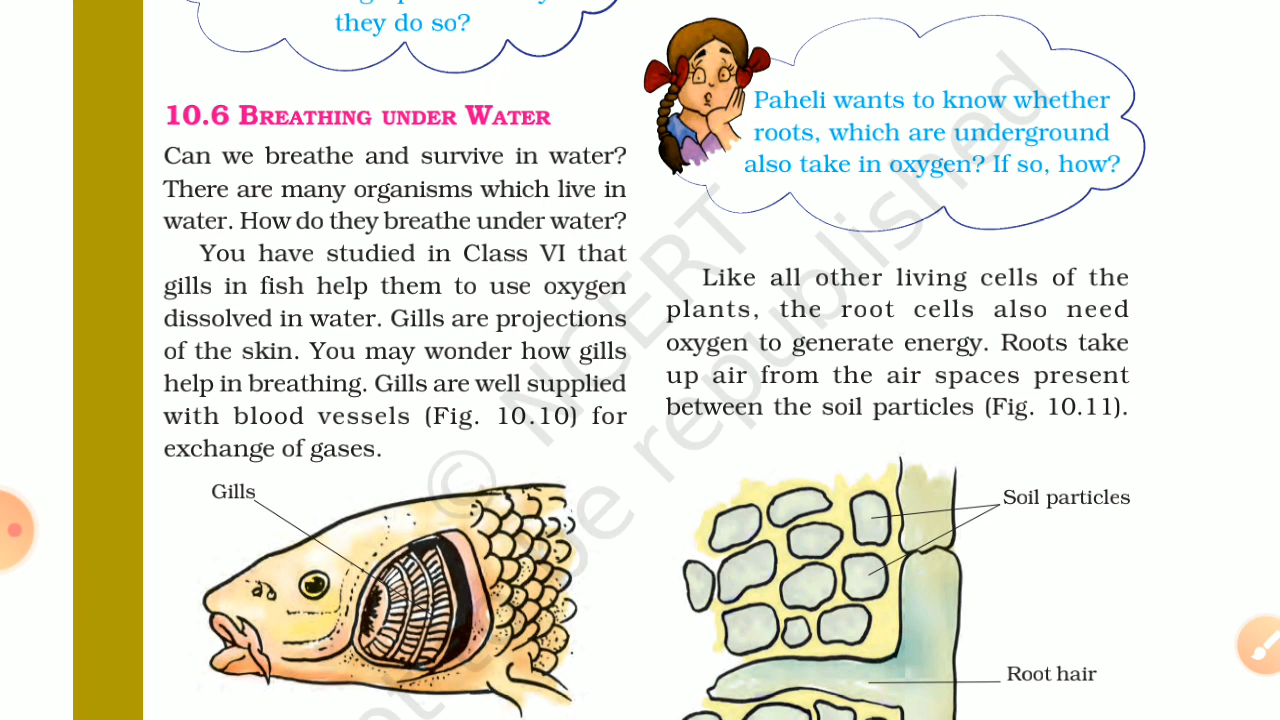 they do so?
10.6 BREATHING UNDER WATER
Can we breathe and survive in water?
There are many organisms which live in
water. How do they breathe under water?
You have studied in Class VI that
gills in fish help them to use oxygen
dissolved in water. Gills are projections
of the skin. You may wonder how gills
help in breathing. Gills are well supplied
with blood vessels (Fig. 10.10) for
exchange of gases.
Gills
Paheli wants to know whether
roots, which are underground
also take in oxygen? If so, how?
Like all other living cells of the
plants, the root cells also need
oxygen to generate energy. Roots take
up air from the air spaces present
between the soil particles (Fig. 10.11).
Soil particles
Root hair
© NCERT
be republished